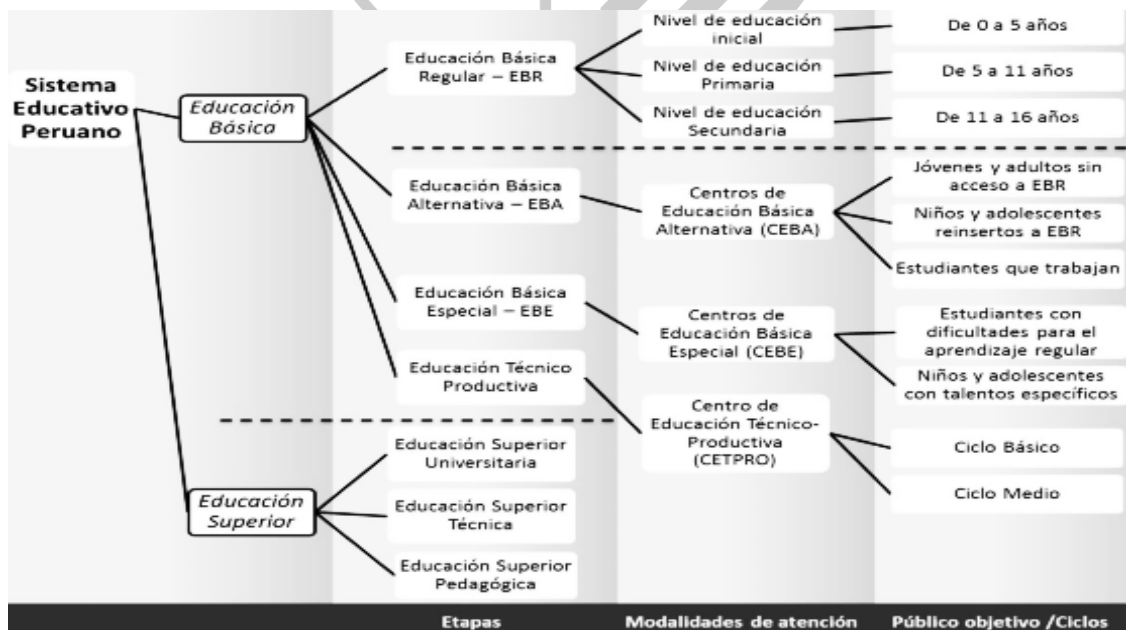 Sistema
Educativo
Peruano
Educación
Básica
Educación Básica
Regular – EBR
Nivel de educación
inicial
De 0 a 5 años
Nivel de educación
Primaria
De 5 a 11 años
Nivel de educación
Secundaria
De 11 a 16 años
Educación Básica
Alternativa – EBA
Centros de
Educación Básica
Alternativa (CEBA)
Jóvenes y adultos sin
acceso a EBR
Niños y adolescentes
reinsertos a EBR
Estudiantes que trabajan
Educación Básica
Especial – EBE
Centros de
Educación Básica
Especial (CEBE)
Estudiantes con
dificultades para el
aprendizaje regular
Niños y adolescentes
con talentos específicos
Educación Técnico
Productiva
Centro de
Educación Técnico-
Productiva
(CETPRO)
Ciclo Básico
Ciclo Medio
Educación
Superior
Educación Superior
Universitaria
Educación Superior
Técnica
Educación Superior
Pedagógica
Etapas
Modalidades de atención
Público objetivo /Ciclos